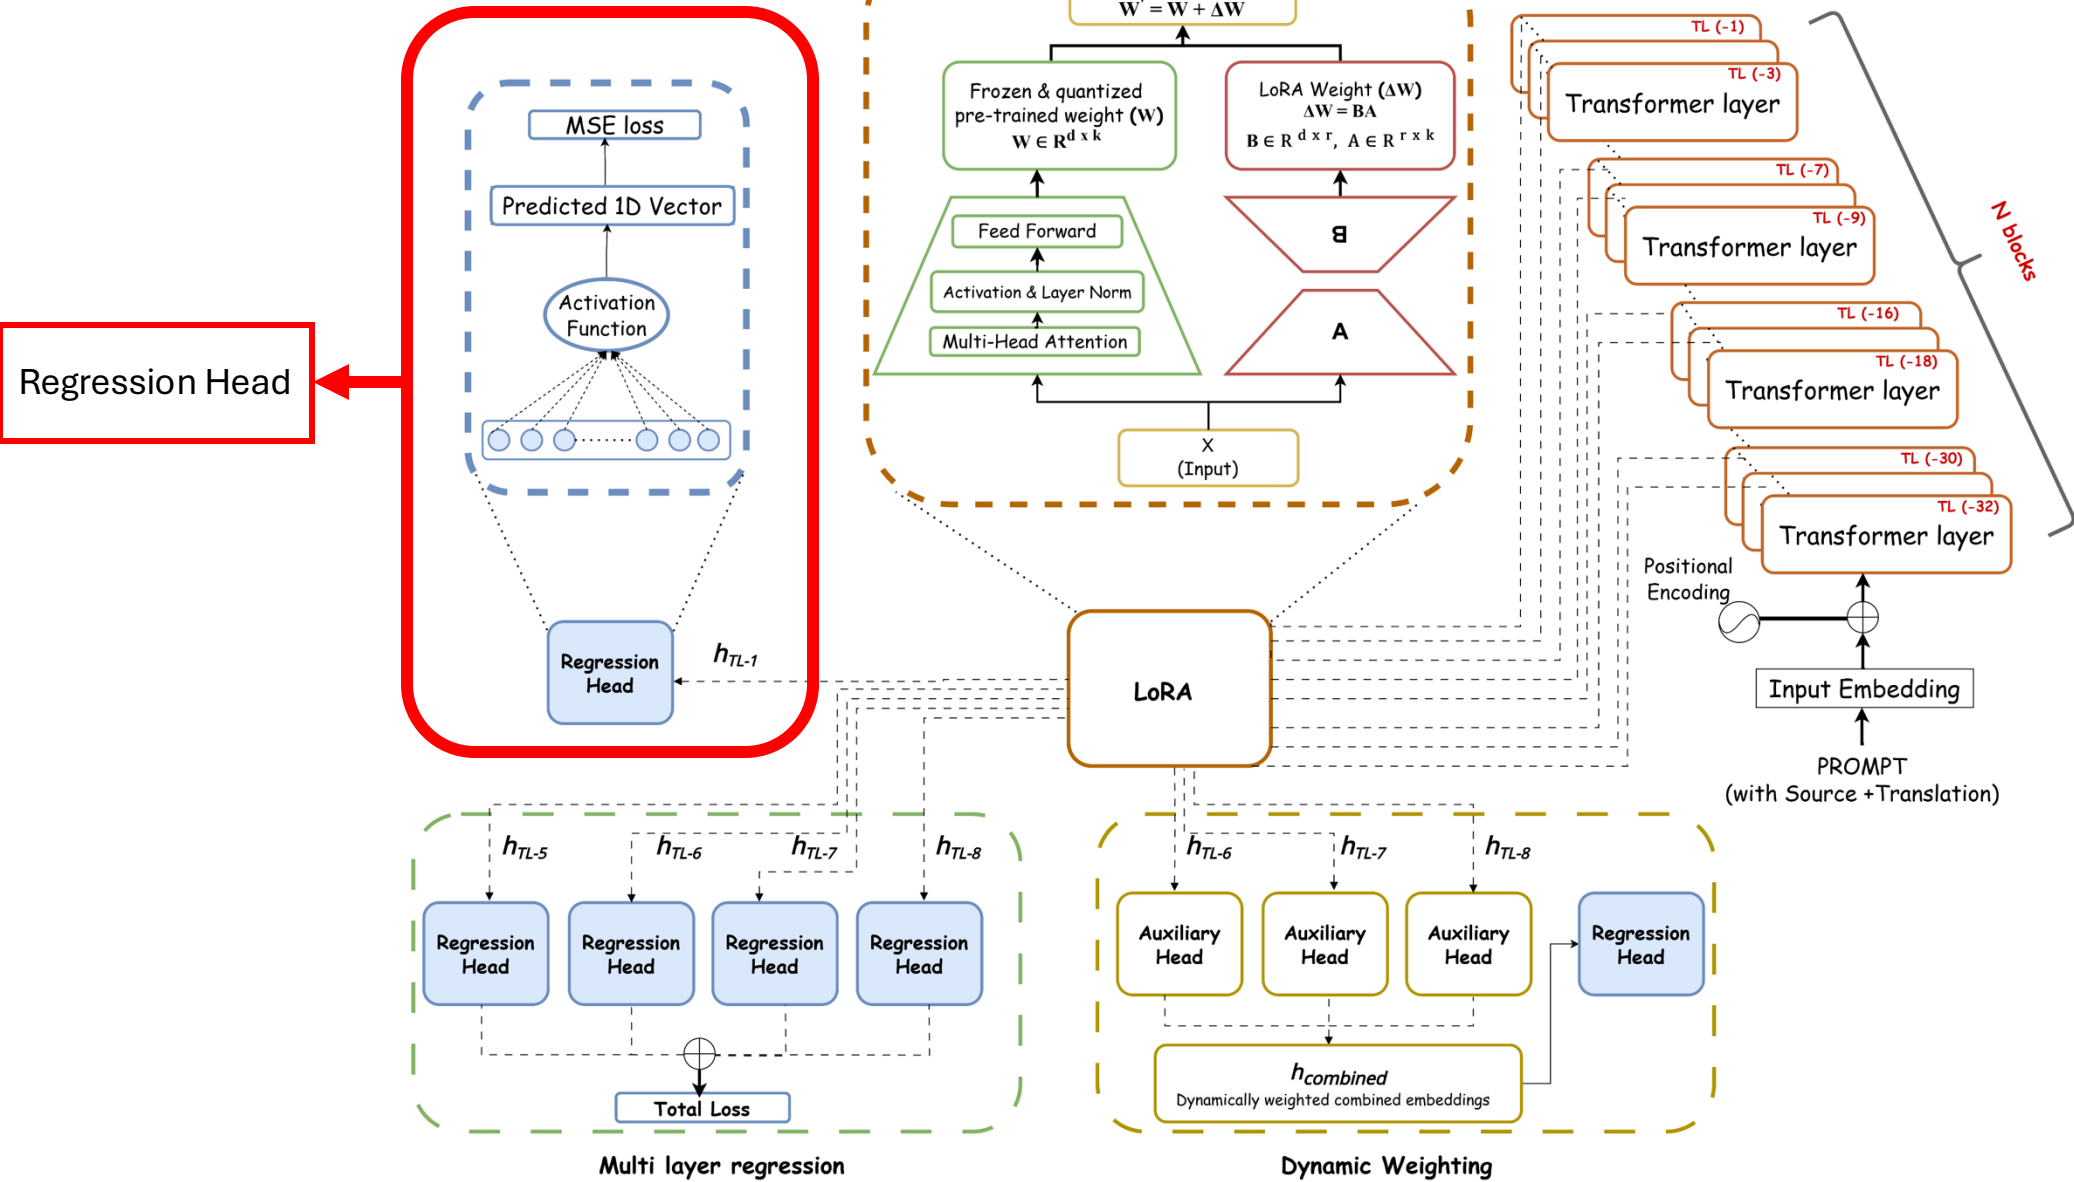 Regression Head
MSE loss
Predicted 1D Vector
Activation
Function
Regression
Head
hTL-1
W' = W + ΔW
Frozen & quantized
pre-trained weight (W)
W ∈ R^d x k
LoRA Weight (ΔW)
ΔW = BA
B ∈ R^d x r, A ∈ R^r x k
Feed Forward
Activation & Layer Norm
Multi-Head Attention
B
A
X
(Input)
LoRA
TL (-1)
TL (-3)
Transformer layer
TL (-7)
TL (-9)
Transformer layer
TL (-16)
TL (-18)
Transformer layer
TL (-30)
TL (-32)
Transformer layer
N blocks
Positional
Encoding
Input Embedding
PROMPT
(with Source +Translation)
hTL-5
hTL-6
hTL-7
hTL-8
Regression
Head
Regression
Head
Regression
Head
Regression
Head
Total Loss
Multi layer regression
hTL-6
hTL-7
hTL-8
Auxiliary
Head
Auxiliary
Head
Auxiliary
Head
Regression
Head
hcombined
Dynamically weighted combined embeddings
Dynamic Weighting